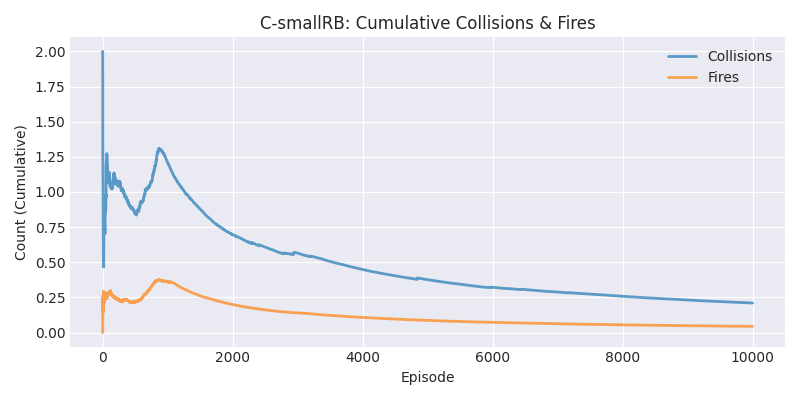 C-smallRB: Cumulative Collisions & Fires
Collisions
Fires
Count (Cumulative)
2.00
1.75
1.50
1.25
1.00
0.75
0.50
0.25
0.00
0 2000 4000 6000 8000 10000
Episode